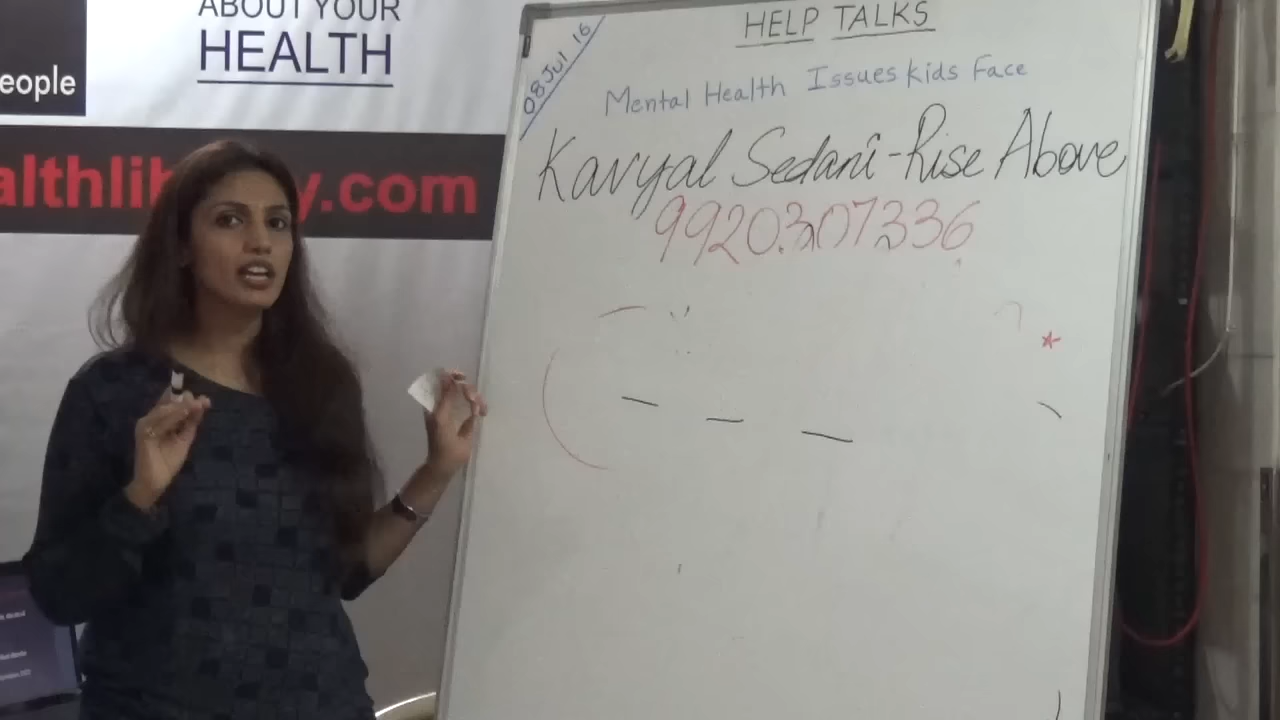 ABOUT YOUR
HEALTH
eople
althlib y.com
08 Jul 16
HELP TALKS
Mental Health Issues Kids Face
Kavyal Sedani - Rise Above
9920307336